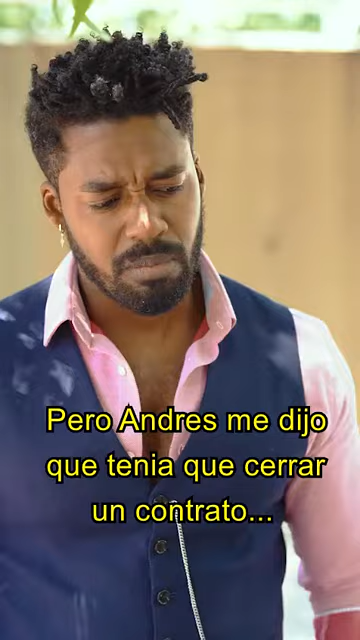 Pero Andres me dijo
que tenia que cerrar
un contrato...